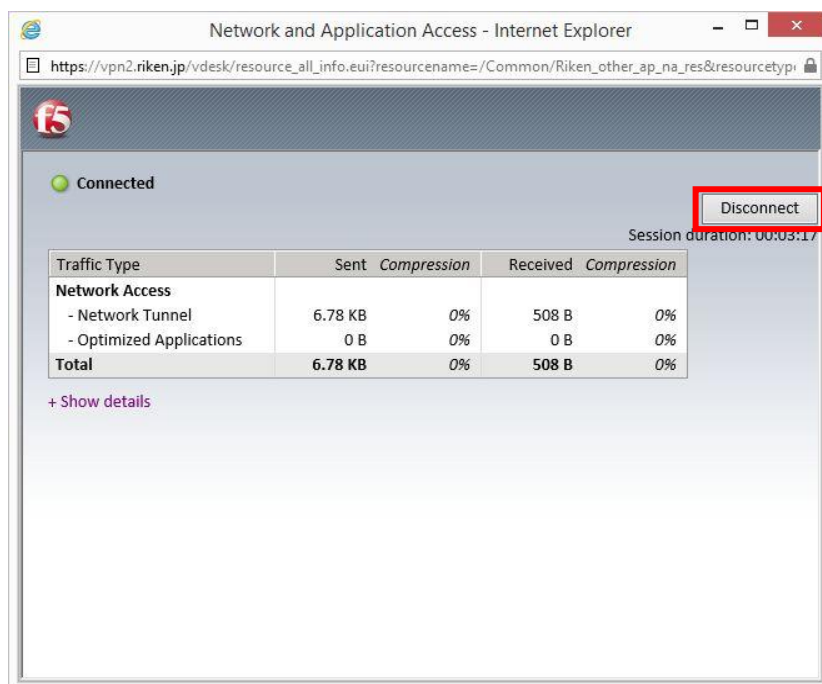 Network and Application Access - Internet Explorer
https://vpn2.riken.jp/vdesk/resource_all_info.eui?resourcename=/Common/Riken_other_ap_na_res&resourcetyp
f5
Connected
Disconnect
Session duration: 00:03:17
Traffic Type Sent Compression Received Compression
Network Access
- Network Tunnel 6.78 KB 0% 508 B 0%
- Optimized Applications 0 B 0% 0 B 0%
Total 6.78 KB 0% 508 B 0%
+ Show details